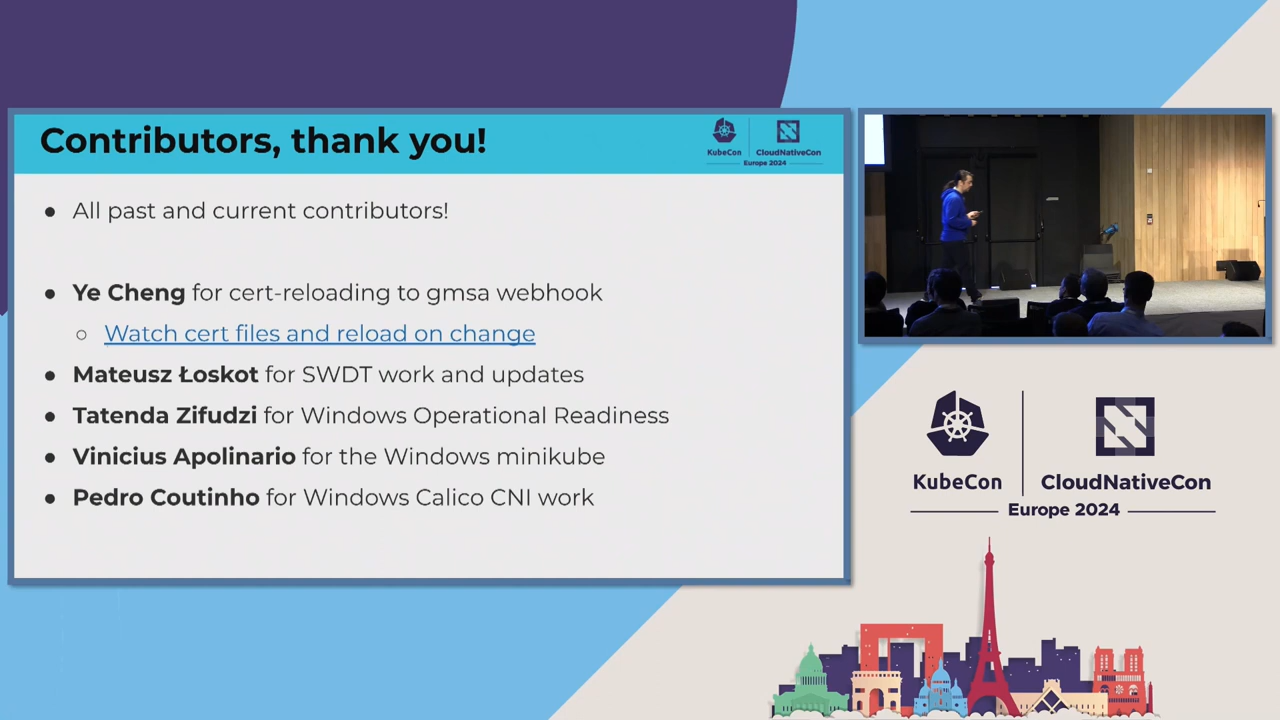 Contributors, thank you!
KubeCon
CloudNativeCon
Europe 2024
All past and current contributors!
Ye Cheng for cert-reloading to gmsa webhook
Watch cert files and reload on change
Mateusz Łoskot for SWDT work and updates
Tatenda Zifudzi for Windows Operational Readiness
Vinicius Apolinario for the Windows minikube
Pedro Coutinho for Windows Calico CNI work
KubeCon
CloudNativeCon
Europe 2024